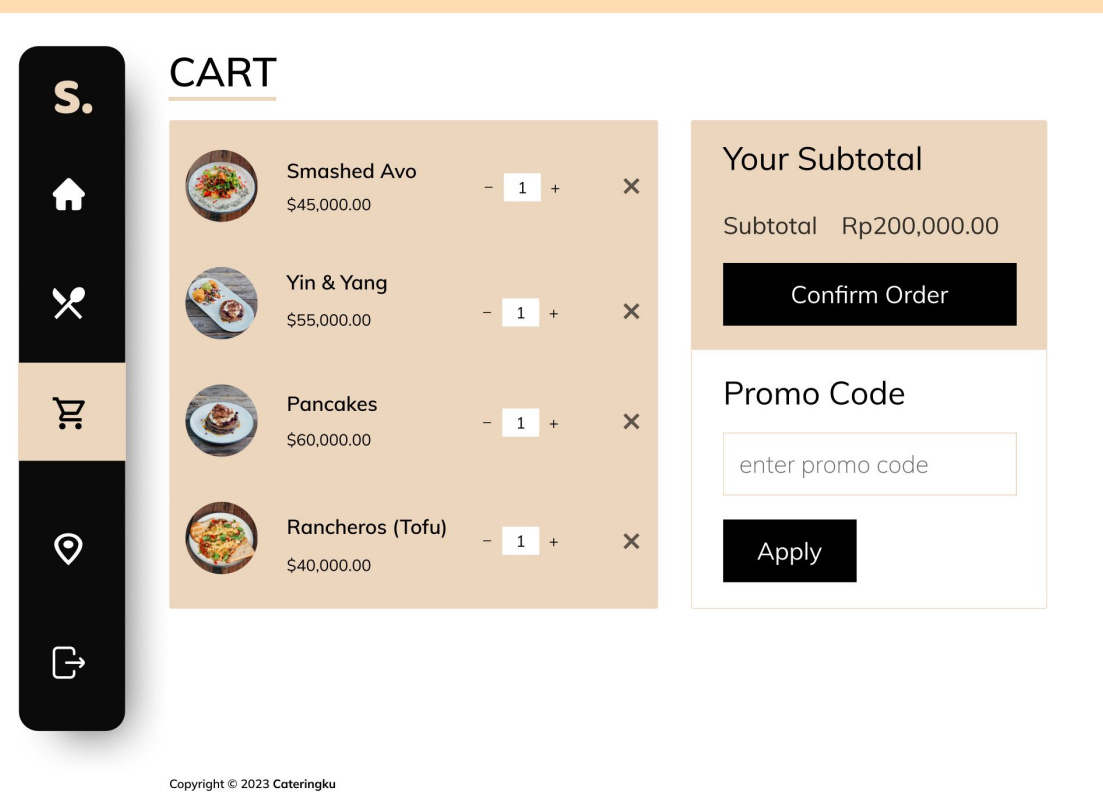 S.
CART
Smashed Avo
$45,000.00
− 1 +
Yin & Yang
$55,000.00
− 1 +
Pancakes
$60,000.00
− 1 +
Rancheros (Tofu)
$40,000.00
− 1 +
Your Subtotal
Subtotal Rp200,000.00
Confirm Order
Promo Code
enter promo code
Apply
Copyright © 2023 Cateringku